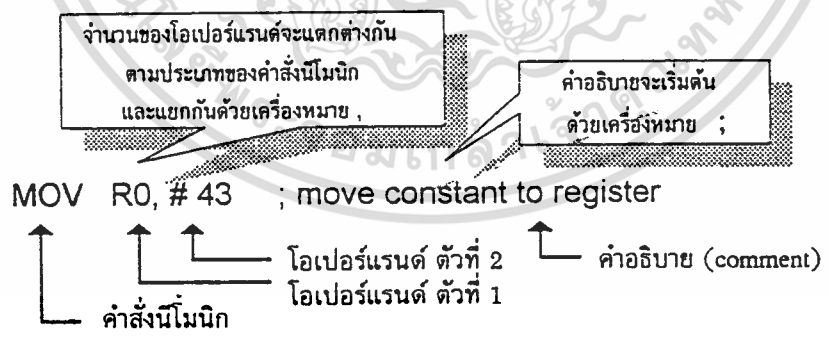 จำนวนของโอเปอร์แรนด์จะแตกต่างกัน
ตามประเภทของคำสั่งนีโมนิก
และแยกกันด้วยเครื่องหมาย ,
คำอธิบายจะเริ่มต้น
ด้วยเครื่องหมาย ;
MOV R0, # 43 ; move constant to register
โอเปอร์แรนด์ ตัวที่ 2
คำอธิบาย (comment)
โอเปอร์แรนด์ ตัวที่ 1
คำสั่งนีโมนิก